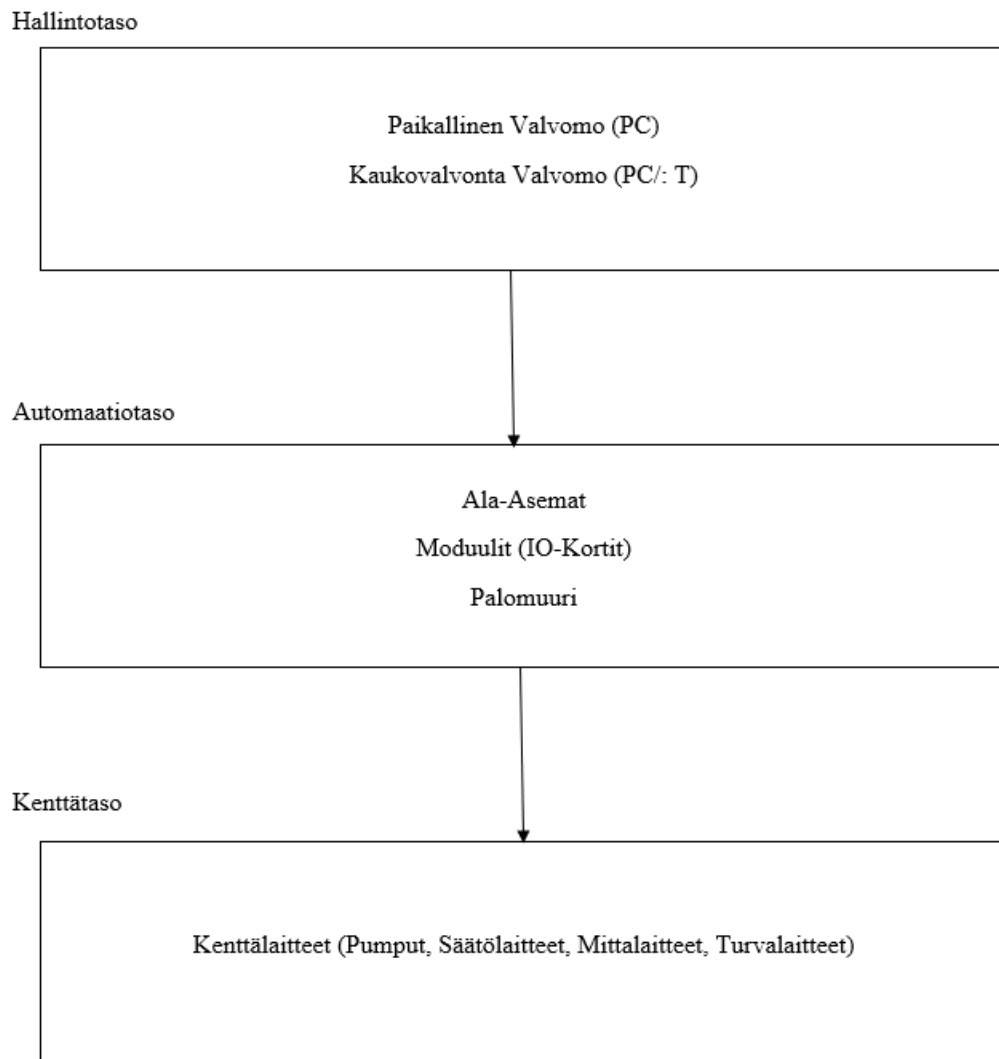 Hallintotaso
Paikallinen Valvomo (PC)
Kaukovalvonta Valvomo (PC/: T)
Automaatiotaso
Ala-Asemat
Moduulit (IO-Kortit)
Palomuuri
Kenttätaso
Kenttälaitteet (Pumput, Säätölaitteet, Mittalaitteet, Turvalaitteet)